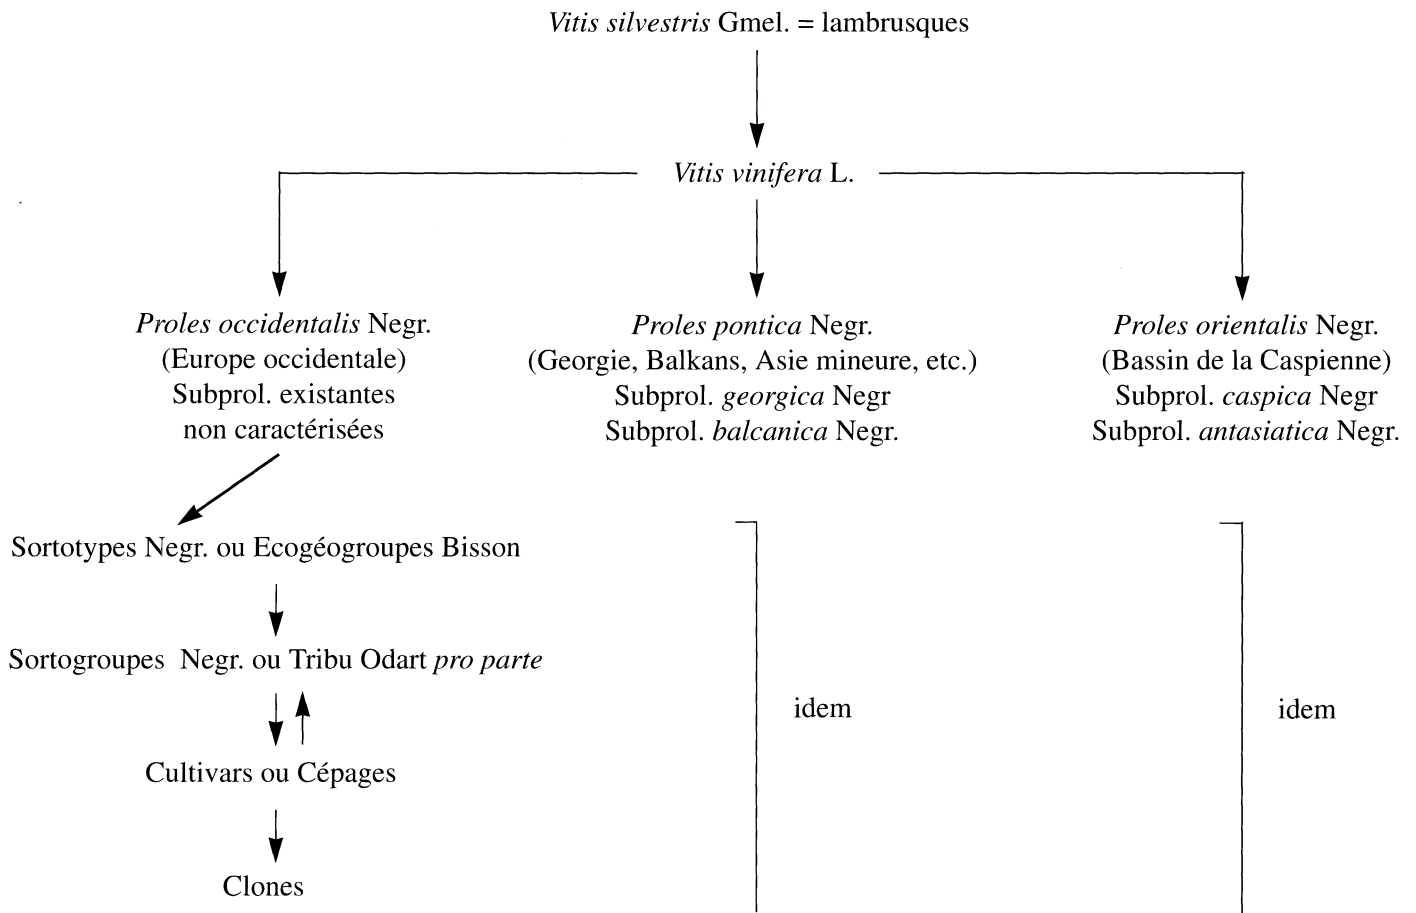 Vitis silvestris Gmel. = lambrusques
Vitis vinifera L.
Proles occidentalis Negr.
(Europe occidentale)
Subprol. existantes
non caractérisées
Proles pontica Negr.
(Georgie, Balkans, Asie mineure, etc.)
Subprol. georgica Negr
Subprol. balcanica Negr.
Proles orientalis Negr.
(Bassin de la Caspienne)
Subprol. caspica Negr
Subprol. antasiatica Negr.
Sortotypes Negr. ou Ecogéogroupes Bisson
Sortogroupes Negr. ou Tribu Odart pro parte
Cultivars ou Cépages
Clones
idem
idem